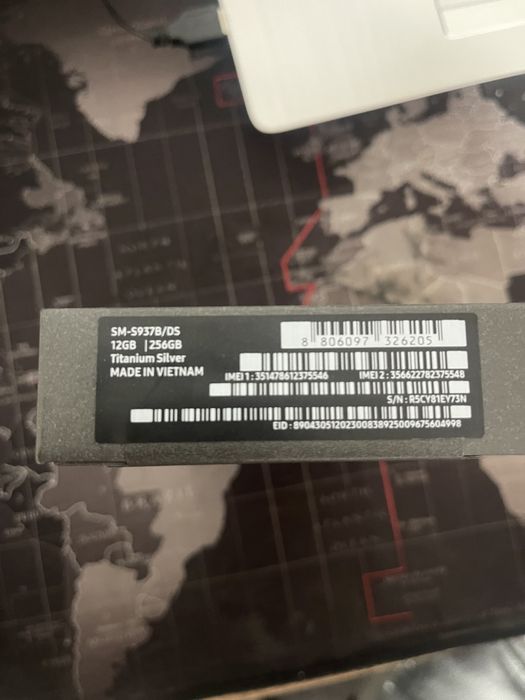 SM-S937B/DS
12GB | 256GB
Titanium Silver
MADE IN VIETNAM
8 806097 326205
IMEI 1 : 351478612375546 IMEI 2 : 356622782375548
S/N : R5CY81EY73N
EID : 89043051202300838925009675604998